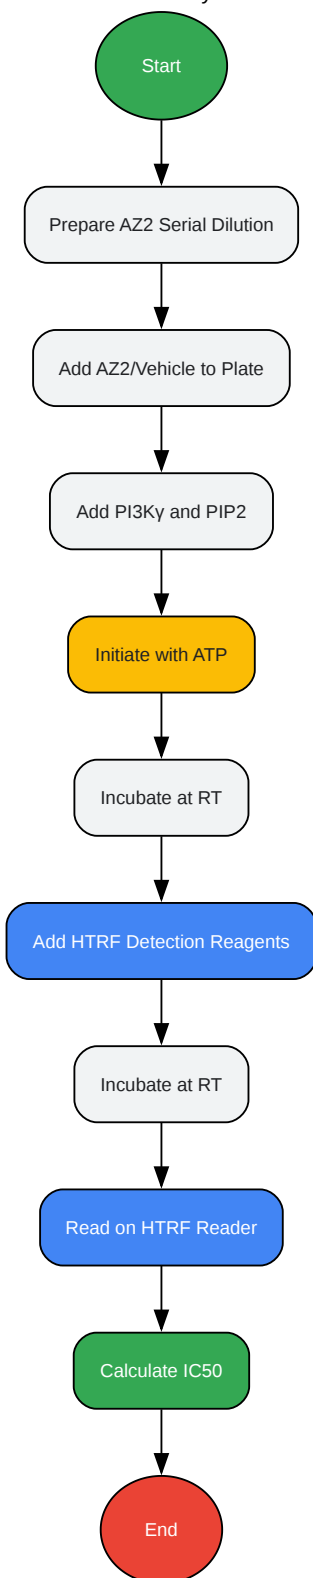 Start
Prepare AZ2 Serial Dilution
Add AZ2/Vehicle to Plate
Add PI3Kγ and PIP2
Initiate with ATP
Incubate at RT
Add HTRF Detection Reagents
Incubate at RT
Read on HTRF Reader
Calculate IC50
End